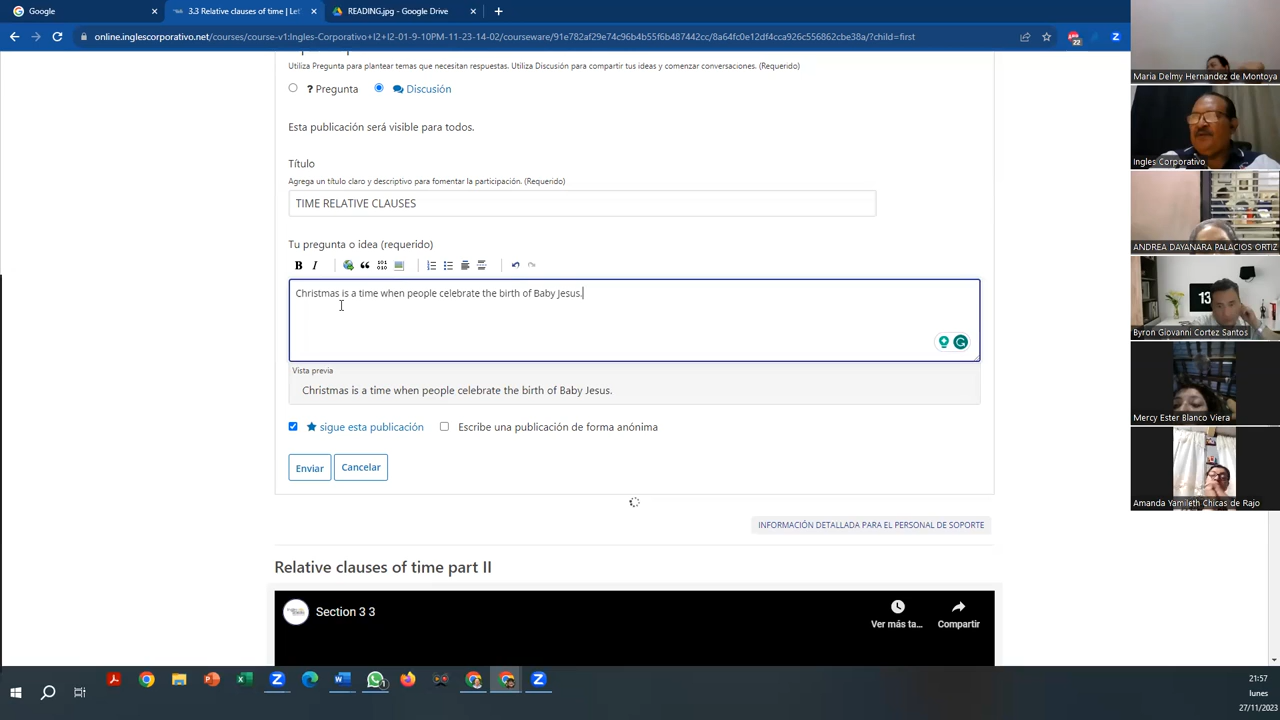 Google
3.3 Relative clauses of time | Let
READING.jpg - Google Drive
online.inglescorporativo.net/courses/course-v1:Ingles-Corporativo+I2+I2-01-9-10PM-11-23-14-02/courseware/91e782af29e74c96b4b55f6b487442cc/8a64fc0e12df4cca926c556862cbe38a/?child=first
22
Utiliza Pregunta para plantear temas que necesitan respuestas. Utiliza Discusión para compartir tus ideas y comenzar conversaciones. (Requerido)
? Pregunta
Discusión
Esta publicación será visible para todos.
Título
Agrega un título claro y descriptivo para fomentar la participación. (Requerido)
TIME RELATIVE CLAUSES
Tu pregunta o idea (requerido)
B I
Christmas is a time when people celebrate the birth of Baby Jesus.
Vista previa
Christmas is a time when people celebrate the birth of Baby Jesus.
sigue esta publicación
Escribe una publicación de forma anónima
Enviar
Cancelar
INFORMACIÓN DETALLADA PARA EL PERSONAL DE SOPORTE
Relative clauses of time part II
Section 3 3
Ver más ta...
Compartir
Maria Delmy Hernandez de Montoya
Ingles Corporativo
ANDREA DAYANARA PALACIOS ORTIZ
13
Byron Giovanni Cortez Santos
Mercy Ester Blanco Viera
Amanda Yamileth Chicas de Rajo
21:57
lunes
27/11/2023